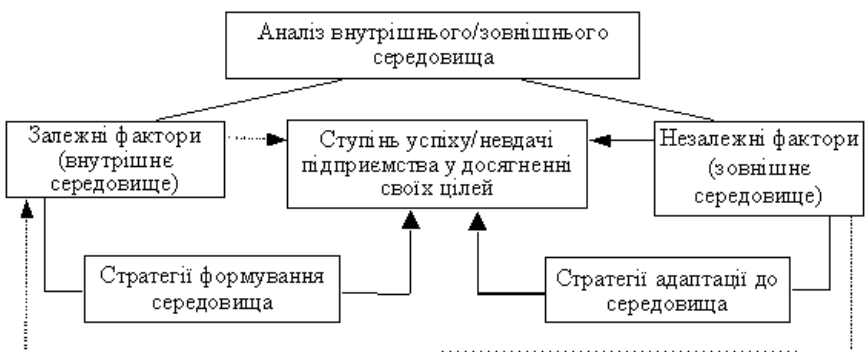 Аналіз внутрішнього/зовнішнього
середовища
Залежні фактори
(внутрішнє
середовище)
Ступінь успіху/невдачі
підприємства у досягненні
своїх цілей
Незалежні фактори
(зовнішнє
середовище)
Стратегії формування
середовища
Стратегії адаптації до
середовища